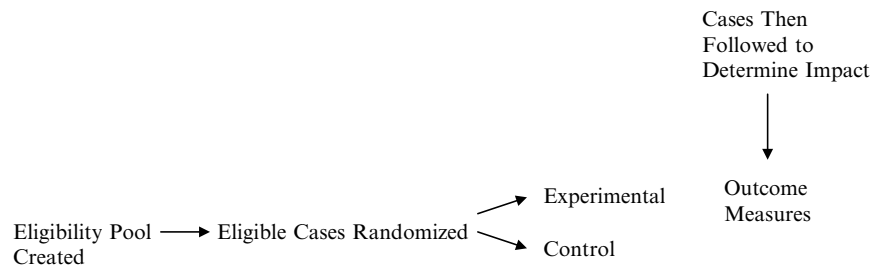 Cases Then
Followed to
Determine Impact
Experimental
Outcome
Measures
Eligibility Pool
Created
Eligible Cases Randomized
Control